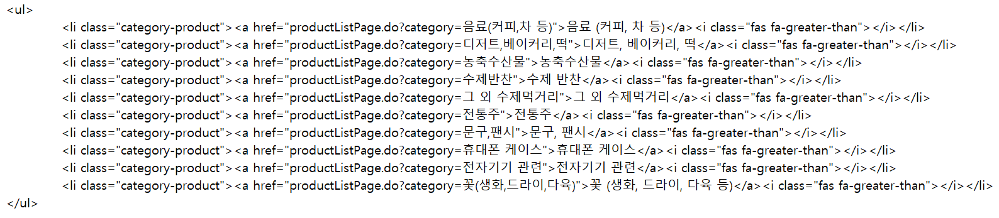 <ul>
<li class="category-product"><a href="productListPage.do?category=음료(커피,차 등)">음료 (커피, 차 등)</a><i class="fas fa-greater-than"></i></li>
<li class="category-product"><a href="productListPage.do?category=디저트,베이커리,떡">디저트, 베이커리, 떡</a><i class="fas fa-greater-than"></i></li>
<li class="category-product"><a href="productListPage.do?category=농축수산물">농축수산물</a><i class="fas fa-greater-than"></i></li>
<li class="category-product"><a href="productListPage.do?category=수제반찬">수제 반찬</a><i class="fas fa-greater-than"></i></li>
<li class="category-product"><a href="productListPage.do?category=그 외 수제먹거리">그 외 수제먹거리</a><i class="fas fa-greater-than"></i></li>
<li class="category-product"><a href="productListPage.do?category=전통주">전통주</a><i class="fas fa-greater-than"></i></li>
<li class="category-product"><a href="productListPage.do?category=문구,팬시">문구, 팬시</a><i class="fas fa-greater-than"></i></li>
<li class="category-product"><a href="productListPage.do?category=휴대폰 케이스">휴대폰 케이스</a><i class="fas fa-greater-than"></i></li>
<li class="category-product"><a href="productListPage.do?category=전자기기 관련">전자기기 관련</a><i class="fas fa-greater-than"></i></li>
<li class="category-product"><a href="productListPage.do?category=꽃(생화,드라이,다육)">꽃 (생화, 드라이, 다육 등)</a><i class="fas fa-greater-than"></i></li>
</ul>